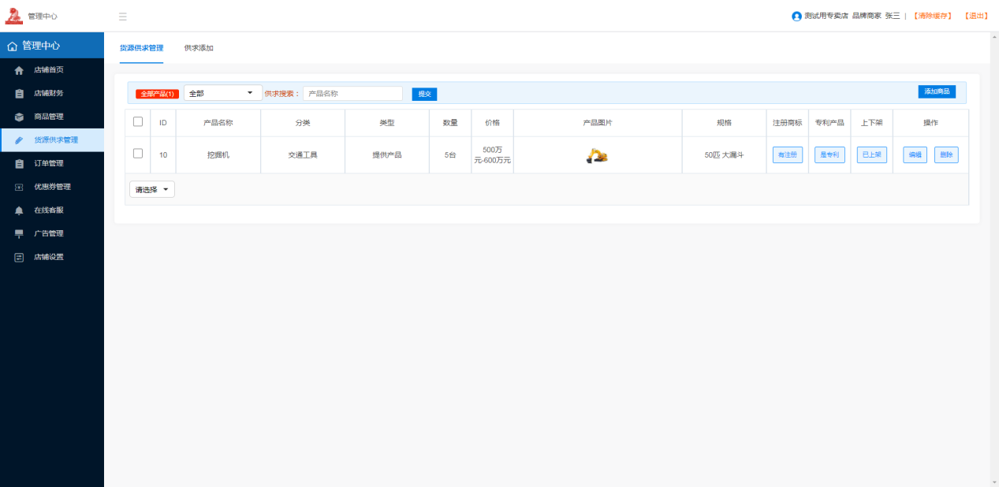 管理中心
测试用专卖店 品牌商家 张三 | 【清除缓存】 【退出】
管理中心
店铺首页
店铺财务
商品管理
货源供求管理
订单管理
优惠券管理
在线客服
广告管理
店铺设置
货源供求管理 供求添加
全部产品(1) 全部 供求搜索： 产品名称 提交 添加商品
ID 产品名称 分类 类型 数量 价格 产品图片 规格 注册商标 专利产品 上下架 操作
10 挖掘机 交通工具 提供产品 5台 500万元-600万元 50匹 大漏斗 有注册 是专利 已上架 编辑 删除
请选择